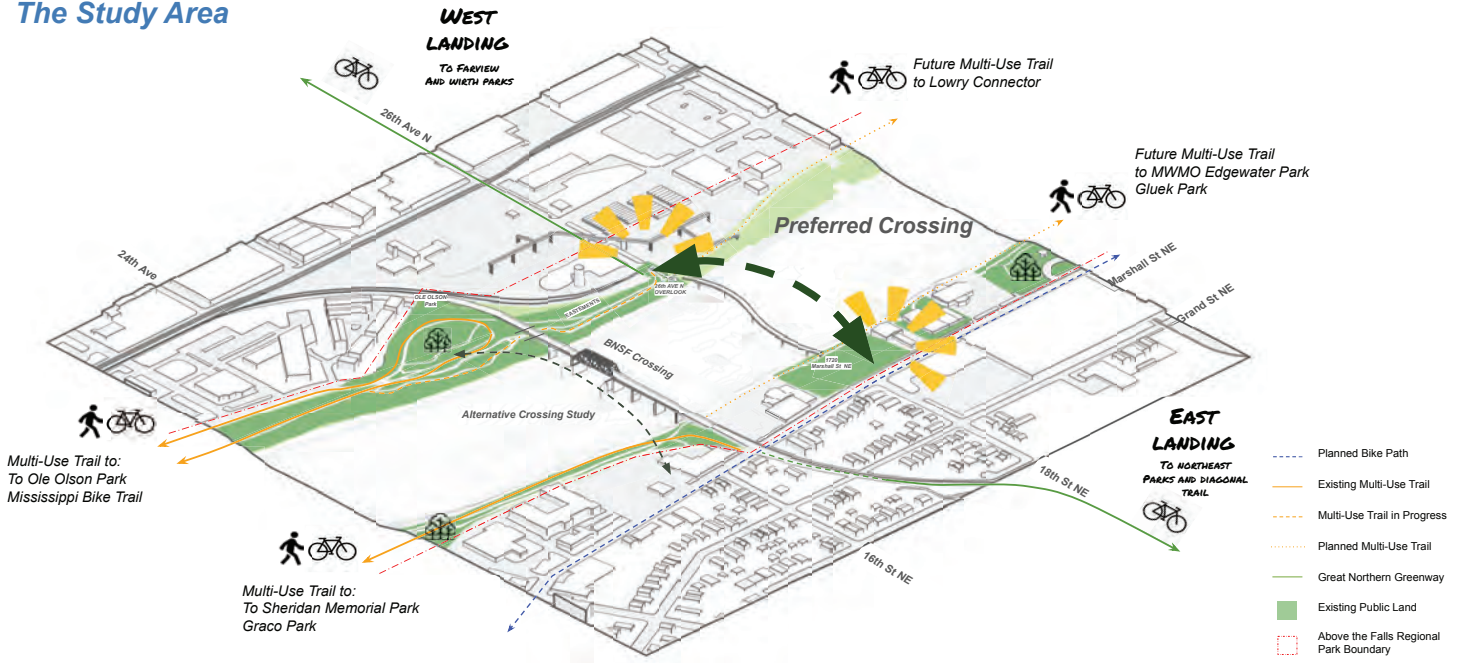 The Study Area
WEST
LANDING
TO FARVIEW
AND WIRTH PARKS
26th Ave N
Future Multi-Use Trail
to Lowry Connector
Future Multi-Use Trail
to MWMO Edgewater Park
Gluek Park
Preferred Crossing
24th Ave
OLE OLSON
Park
EASTEMENTS
26th AVE N
OVERLOOK
BNSF Crossing
1720
Marshall St NE
Marshall St NE
Grand St NE
Alternative Crossing Study
Multi-Use Trail to:
To Ole Olson Park
Mississippi Bike Trail
EAST
LANDING
TO NORTHEAST
PARKS AND DIAGONAL
TRAIL
18th St NE
16th St NE
Multi-Use Trail to:
To Sheridan Memorial Park
Graco Park
Planned Bike Path
Existing Multi-Use Trail
Multi-Use Trail in Progress
Planned Multi-Use Trail
Great Northern Greenway
Existing Public Land
Above the Falls Regional
Park Boundary